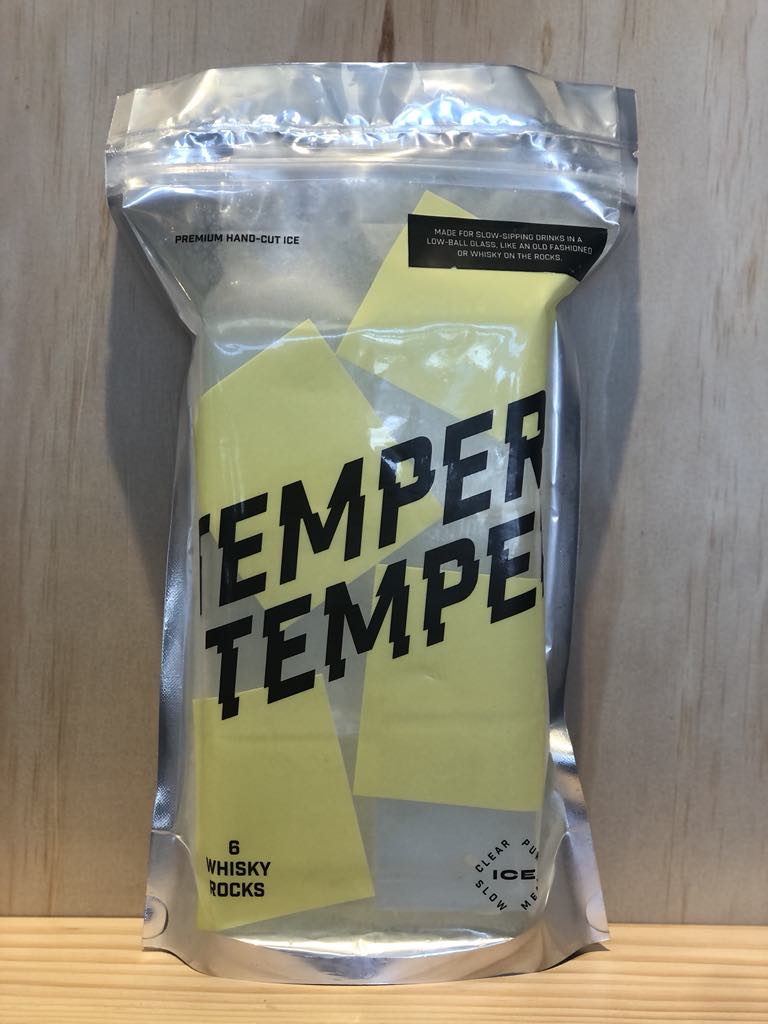 PREMIUM HAND-CUT ICE
MADE FOR SLOW-SIPPING DRINKS IN A
LOW-BALL GLASS, LIKE AN OLD FASHIONED
OR WHISKY ON THE ROCKS.
TEMPER
TEMPER
6
WHISKY
ROCKS
CLEAR
ICE
SLOW